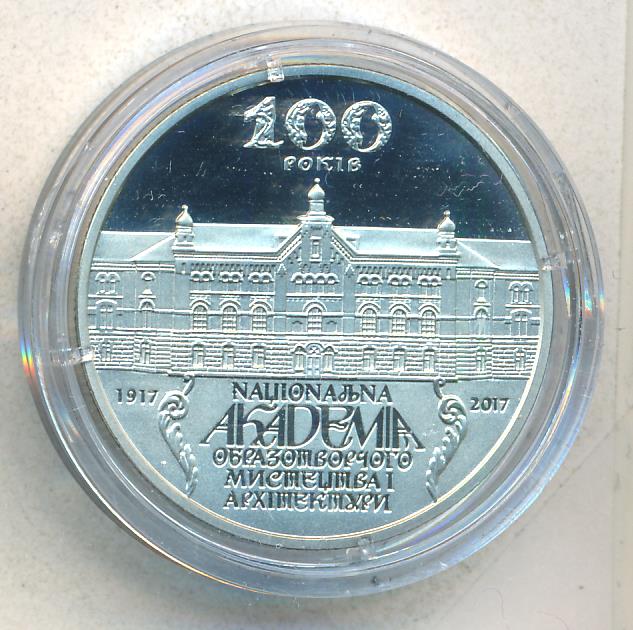 100
РОКІВ
1917
2017
НАЦІОНАЛЬНА
АКАДЕМІЯ
ОБРАЗОТВОРЧОГО
МИСТЕЦТВА І
АРХІТЕКТУРИ